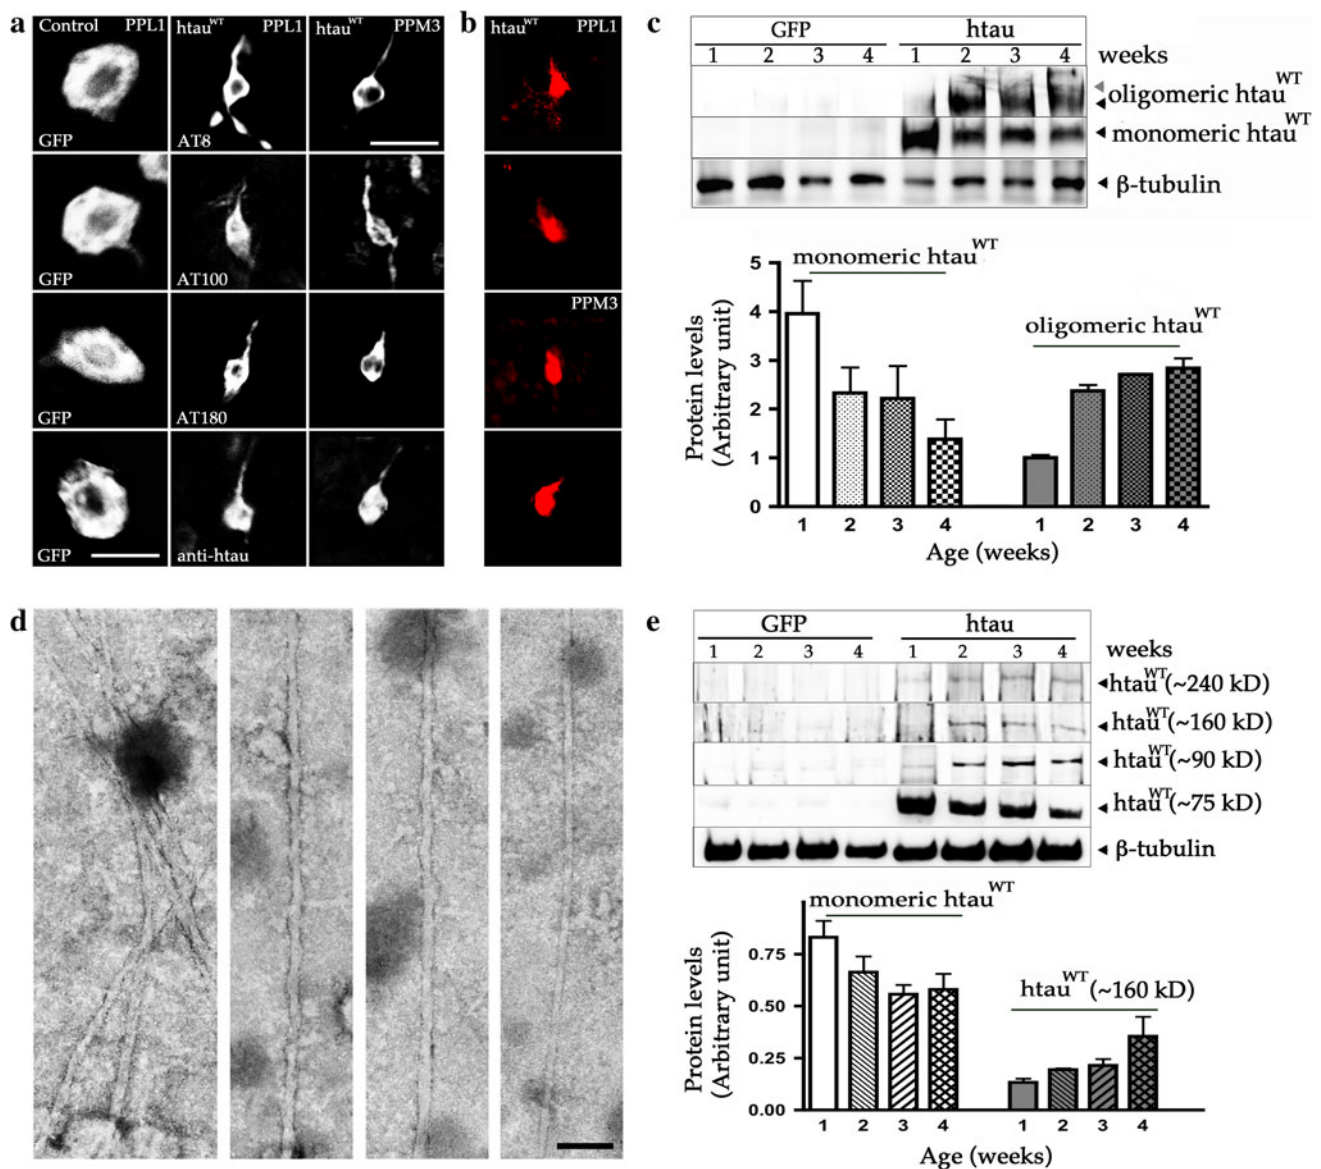 a
Control PPL1
htau^WT PPL1
htau^WT PPM3
GFP
AT8
GFP
AT100
GFP
AT180
GFP
anti-htau
b
htau^WT PPL1
PPM3
c
GFP htau
1 2 3 4 1 2 3 4 weeks
oligomeric htau^WT
monomeric htau^WT
β-tubulin
monomeric htau^WT
oligomeric htau^WT
Protein levels
(Arbitrary unit)
5
4
3
2
1
0
1 2 3 4 1 2 3 4
Age (weeks)
d
e
GFP htau
1 2 3 4 1 2 3 4 weeks
htau^WT (~240 kD)
htau^WT (~160 kD)
htau^WT (~90 kD)
htau^WT (~75 kD)
β-tubulin
monomeric htau^WT
htau^WT (~160 kD)
Protein levels
(Arbitrary unit)
0.75
0.50
0.25
0.00
1 2 3 4 1 2 3 4
Age (weeks)